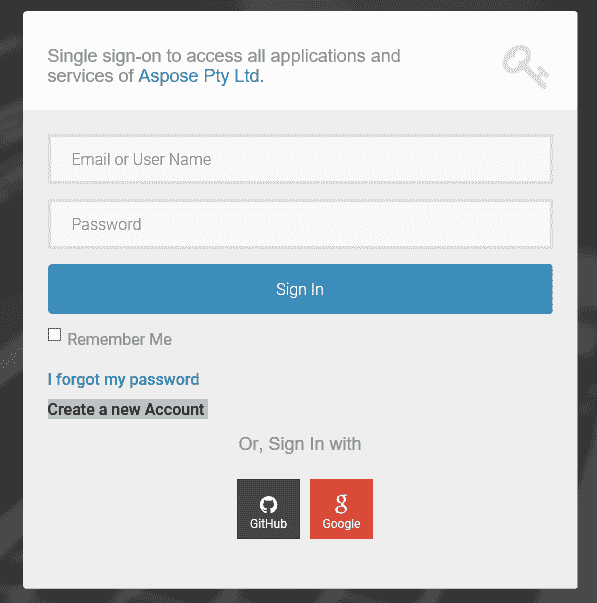 Single sign-on to access all applications and
services of Aspose Pty Ltd.
Email or User Name
Password
Sign In
Remember Me
I forgot my password
Create a new Account
Or, Sign In with
GitHub
g
Google